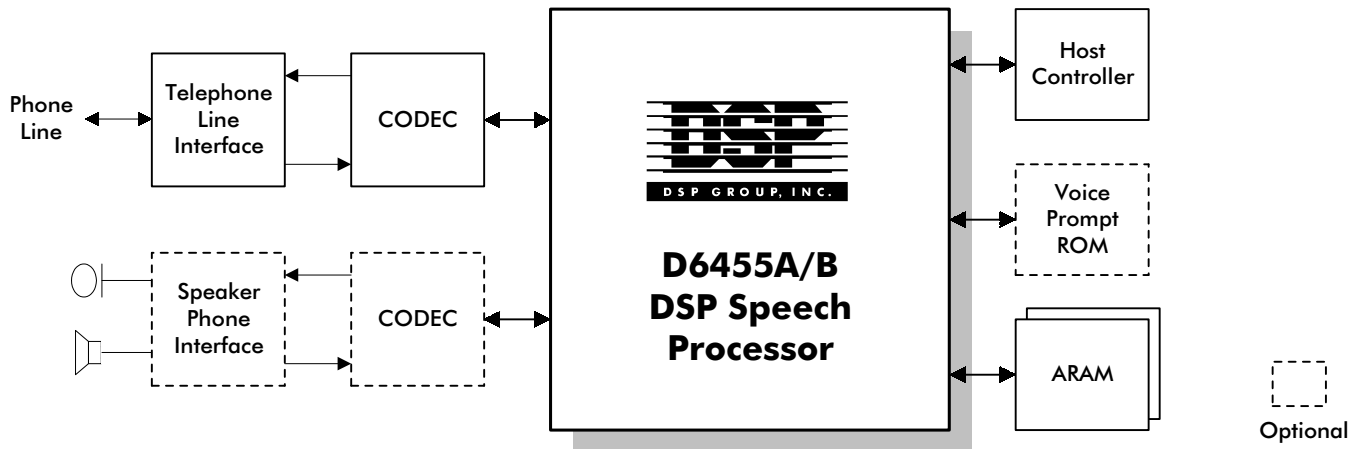 Phone
Line
Telephone
Line
Interface
CODEC
DSP
DSP GROUP, INC.
D6455A/B
DSP Speech
Processor
Host
Controller
Voice
Prompt
ROM
Speaker
Phone
Interface
CODEC
ARAM
Optional